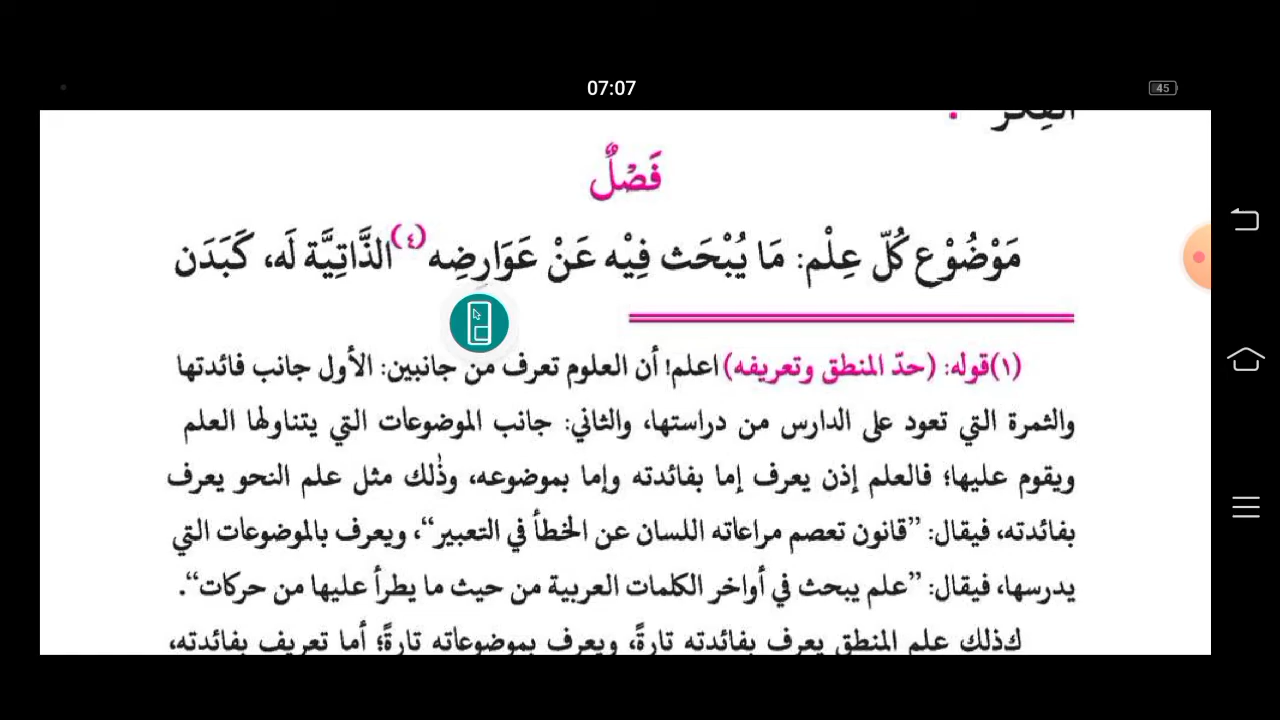 07:07
45
الفِكْر
فَصْلٌ
مَوْضُوْع كُلّ عِلْم: مَا يُبْحَث فِيْه عَنْ عَوَارِضِه (٤) الذَّاتِيَّة لَه، كَبَدَن
(١) قوله: (حدّ المنطق وتعريفه) اعلم! أن العلوم تعرف من جانبين: الأول جانب فائدتها
والثمرة التي تعود على الدارس من دراستها، والثاني: جانب الموضوعات التي يتناولها العلم
ويقوم عليها؛ فالعلم إذن يعرف إما بفائدته وإما بموضوعه، وذٰلك مثل علم النحو يعرف
بفائدته، فيقال: ”قانون تعصم مراعاته اللسان عن الخطأ في التعبير“، ويعرف بالموضوعات التي
يدرسها، فيقال: ”علم يبحث في أواخر الكلمات العربية من حيث ما يطرأ عليها من حركات“.
كذلك علم المنطق يعرف بفائدته تارةً، ويعرف بموضوعاته تارةً؛ أما تعريف بفائدته،